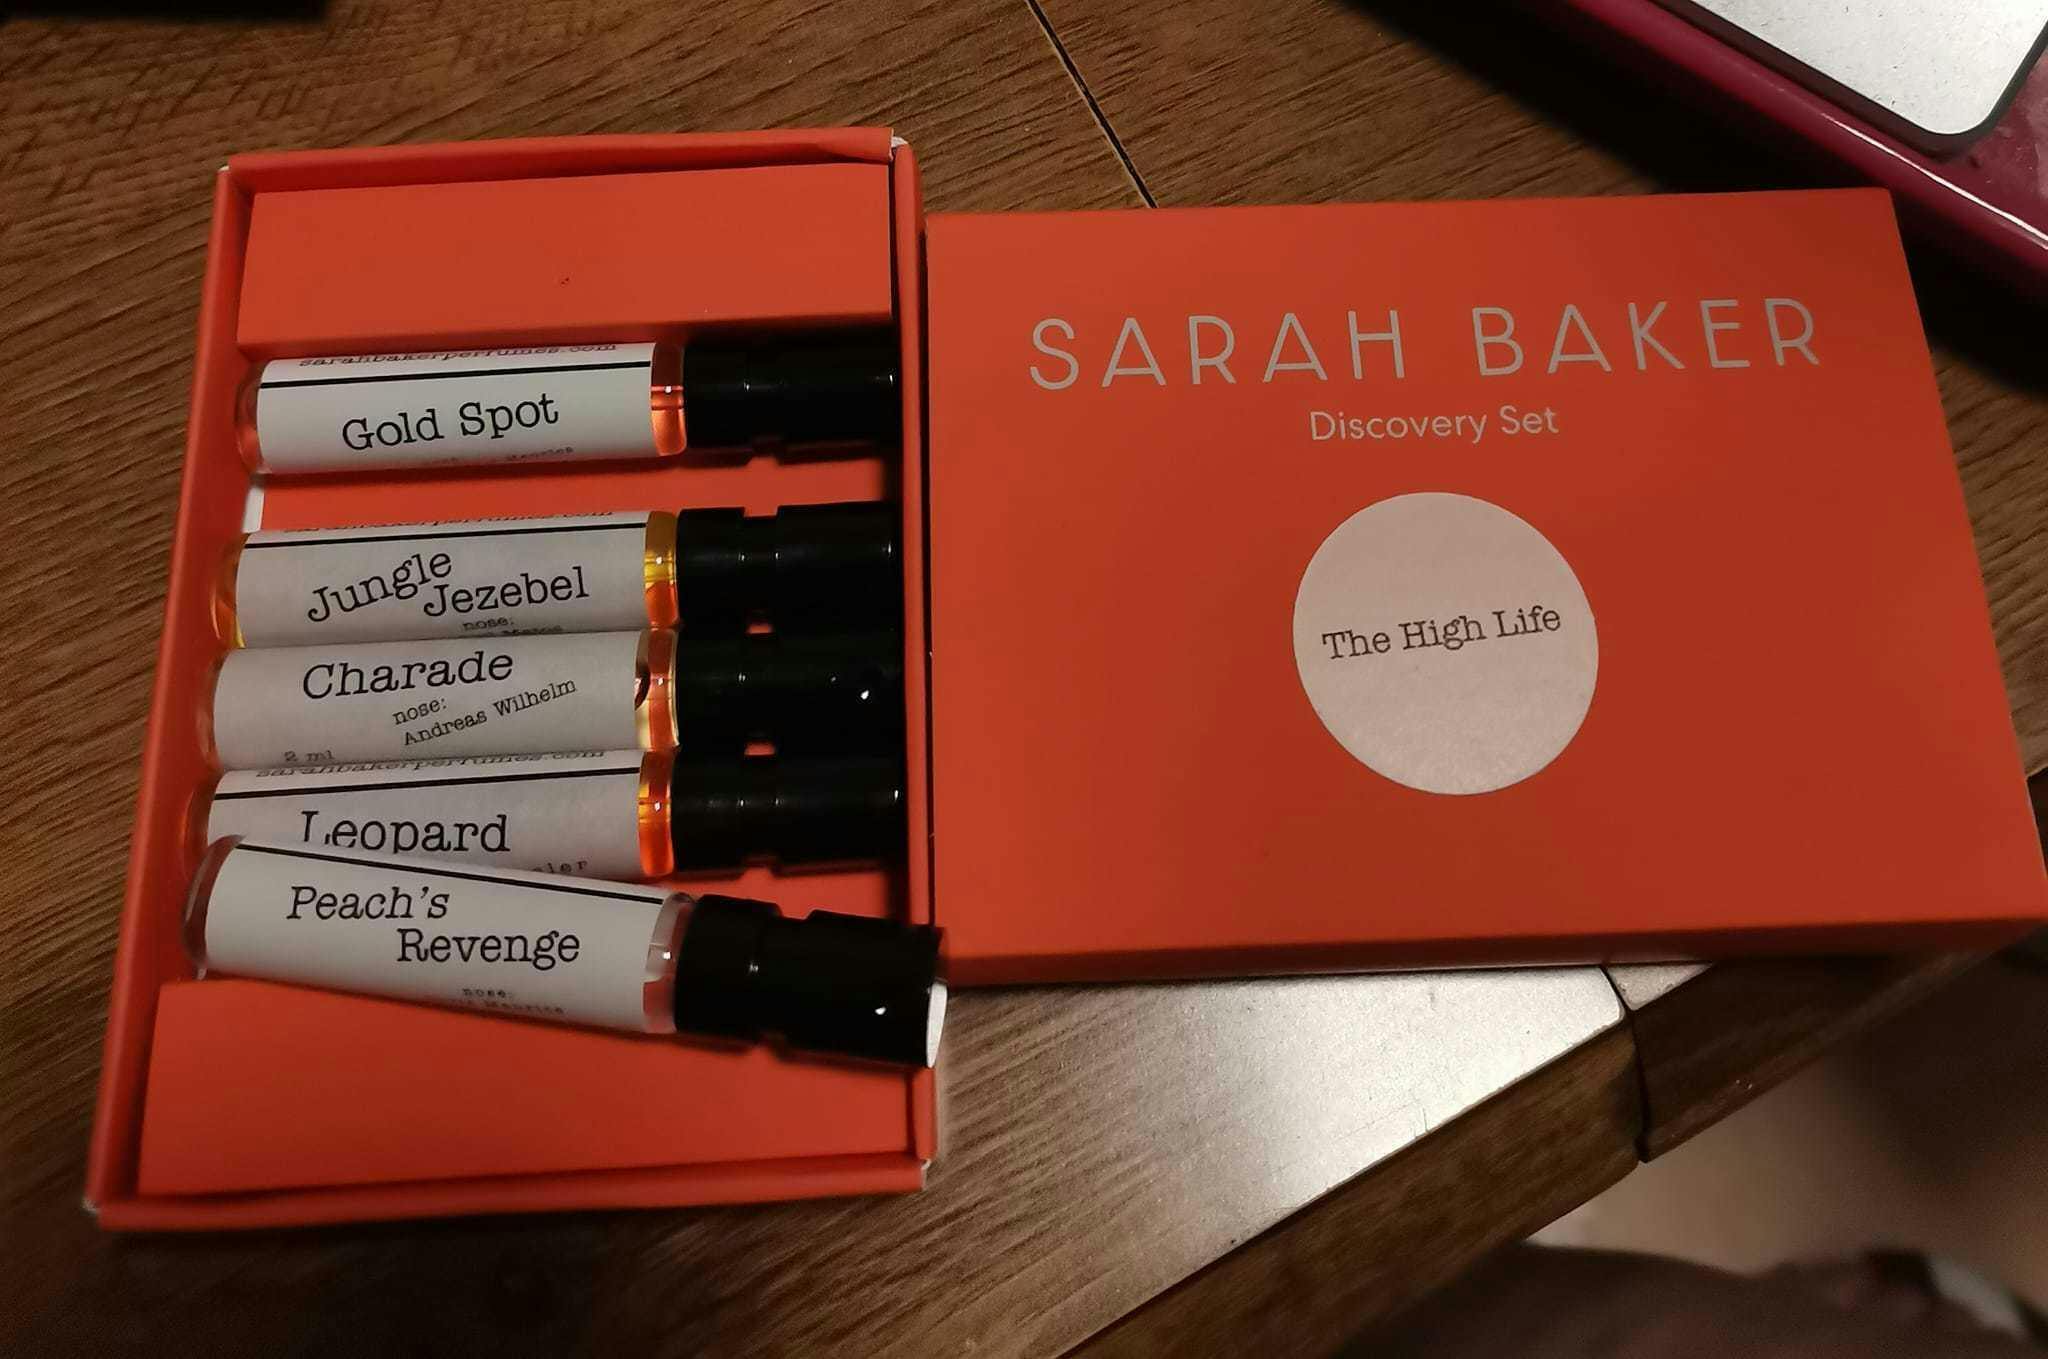 sarahbakerperfumes.com
Gold Spot
Jungle
Jezebel
nose:
Charade
nose:
Andreas Wilhelm
2 ml
sarahbakerperfumes.com
Leopard
Peach's
Revenge
nose:
SARAH BAKER
Discovery Set
The High Life